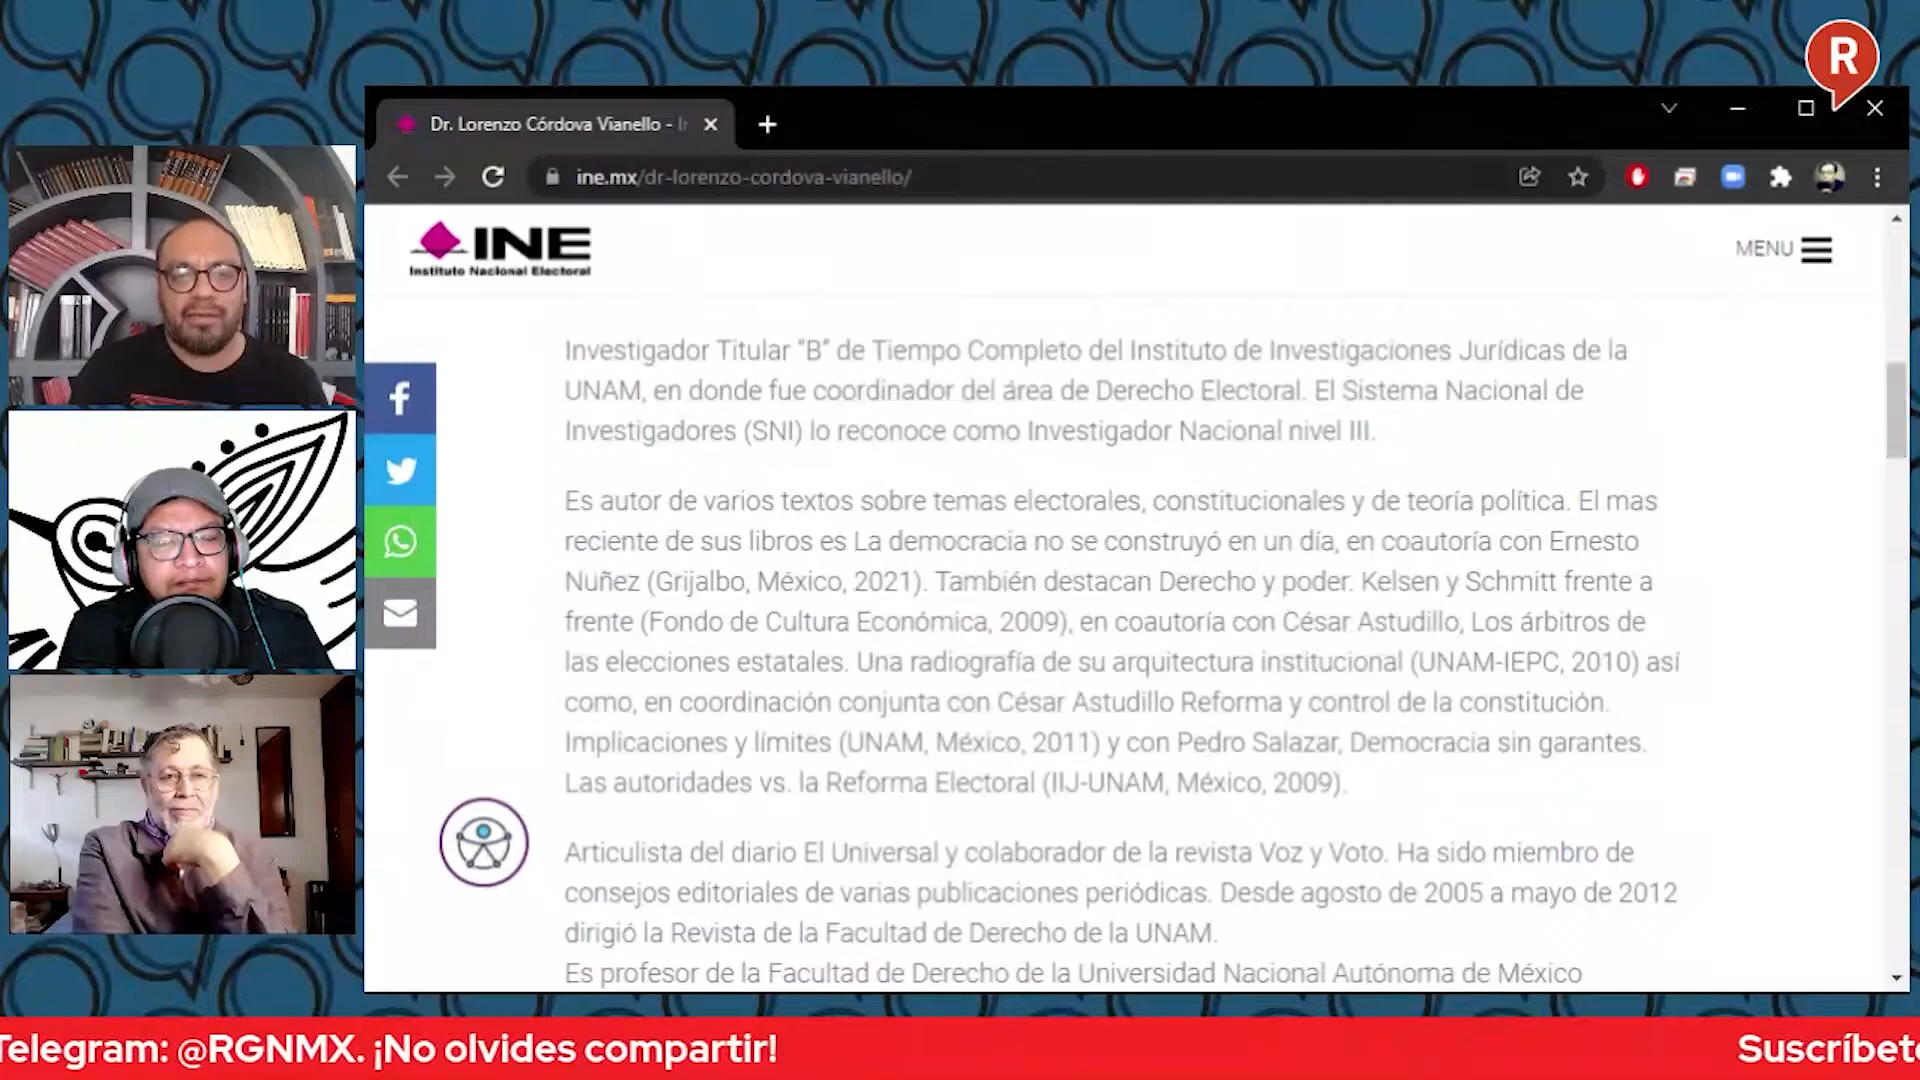 R
Dr. Lorenzo Córdova Vianello - I
ine.mx/dr-lorenzo-cordova-vianello/
INE
Instituto Nacional Electoral
MENU
Investigador Titular "B" de Tiempo Completo del Instituto de Investigaciones Jurídicas de la
UNAM, en donde fue coordinador del área de Derecho Electoral. El Sistema Nacional de
Investigadores (SNI) lo reconoce como Investigador Nacional nivel III.
Es autor de varios textos sobre temas electorales, constitucionales y de teoría política. El mas
reciente de sus libros es La democracia no se construyó en un día, en coautoría con Ernesto
Nuñez (Grijalbo, México, 2021). También destacan Derecho y poder. Kelsen y Schmitt frente a
frente (Fondo de Cultura Económica, 2009), en coautoría con César Astudillo, Los árbitros de
las elecciones estatales. Una radiografía de su arquitectura institucional (UNAM-IEPC, 2010) así
como, en coordinación conjunta con César Astudillo Reforma y control de la constitución.
Implicaciones y límites (UNAM, México, 2011) y con Pedro Salazar, Democracia sin garantes.
Las autoridades vs. la Reforma Electoral (IIJ-UNAM, México, 2009).
Articulista del diario El Universal y colaborador de la revista Voz y Voto. Ha sido miembro de
consejos editoriales de varias publicaciones periódicas. Desde agosto de 2005 a mayo de 2012
dirigió la Revista de la Facultad de Derecho de la UNAM.
Es profesor de la Facultad de Derecho de la Universidad Nacional Autónoma de México
Telegram: @RGNMX. ¡No olvides compartir!
Suscríbete